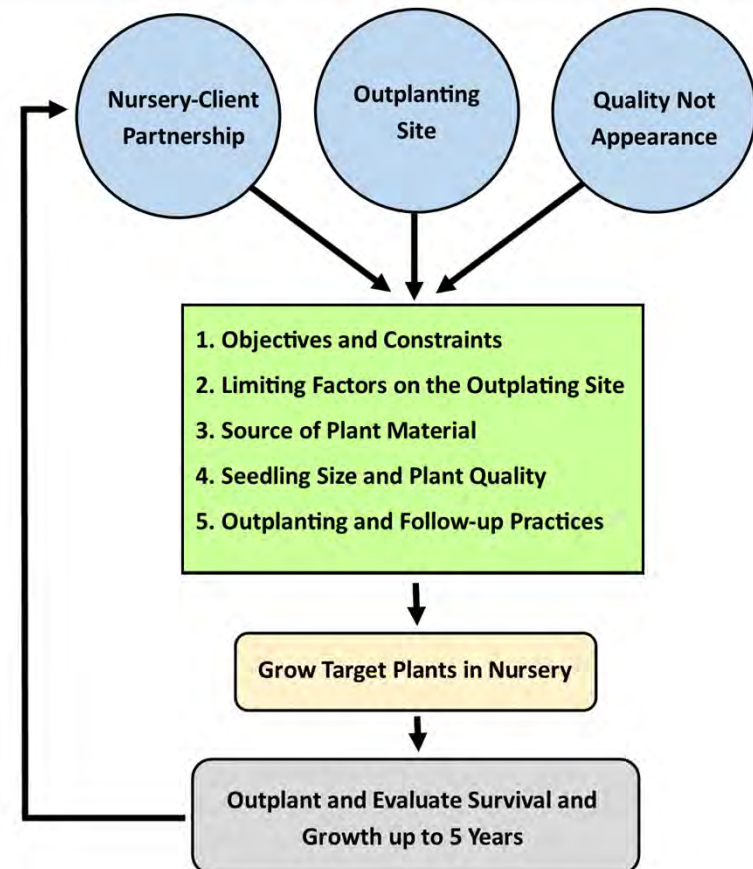 Nursery-Client
Partnership
Outplanting
Site
Quality Not
Appearance
1. Objectives and Constraints
2. Limiting Factors on the Outplating Site
3. Source of Plant Material
4. Seedling Size and Plant Quality
5. Outplanting and Follow-up Practices
Grow Target Plants in Nursery
Outplant and Evaluate Survival and
Growth up to 5 Years